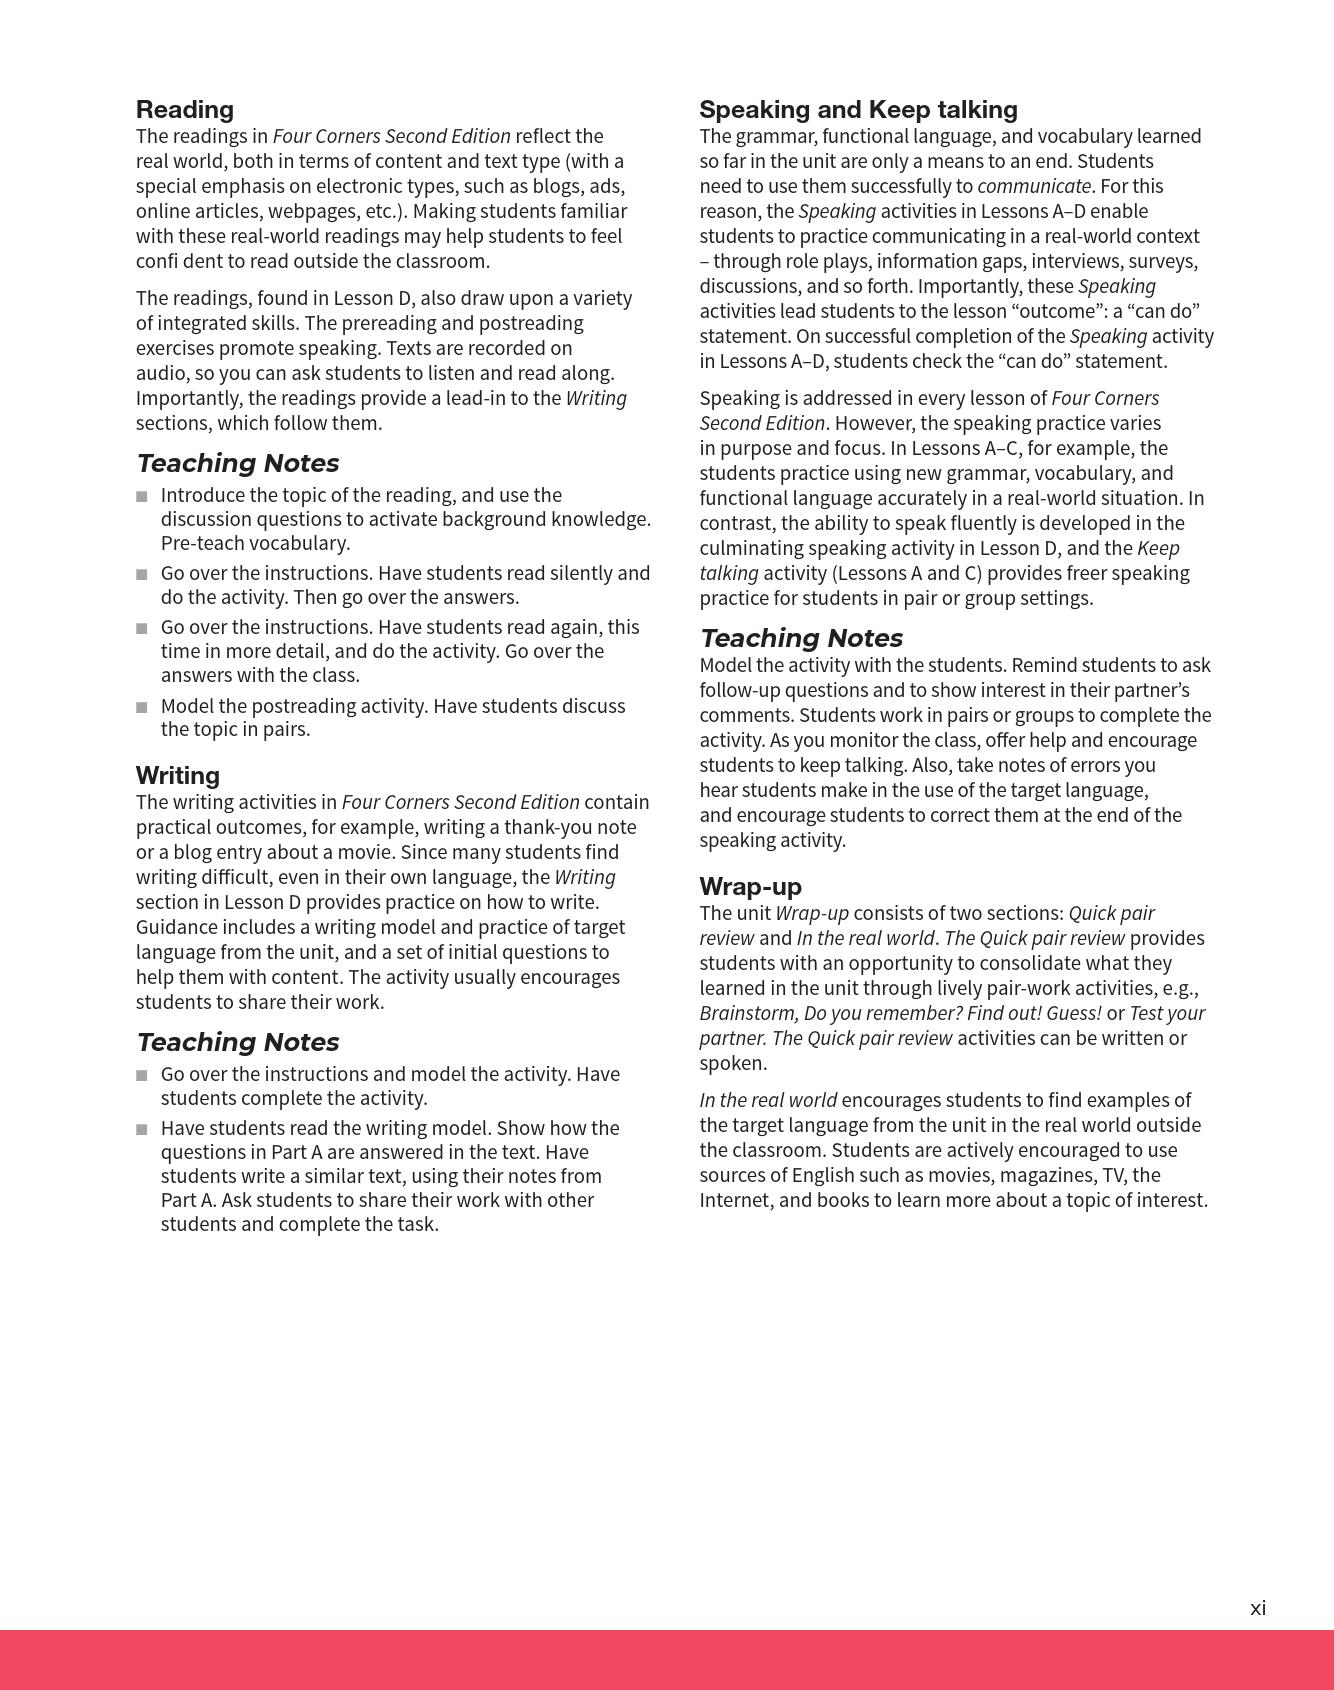 Reading
The readings in Four Corners Second Edition reflect the
real world, both in terms of content and text type (with a
special emphasis on electronic types, such as blogs, ads,
online articles, webpages, etc.). Making students familiar
with these real-world readings may help students to feel
confi dent to read outside the classroom.
The readings, found in Lesson D, also draw upon a variety
of integrated skills. The prereading and postreading
exercises promote speaking. Texts are recorded on
audio, so you can ask students to listen and read along.
Importantly, the readings provide a lead-in to the Writing
sections, which follow them.
Teaching Notes
■ Introduce the topic of the reading, and use the
discussion questions to activate background knowledge.
Pre-teach vocabulary.
■ Go over the instructions. Have students read silently and
do the activity. Then go over the answers.
■ Go over the instructions. Have students read again, this
time in more detail, and do the activity. Go over the
answers with the class.
■ Model the postreading activity. Have students discuss
the topic in pairs.
Writing
The writing activities in Four Corners Second Edition contain
practical outcomes, for example, writing a thank-you note
or a blog entry about a movie. Since many students find
writing difficult, even in their own language, the Writing
section in Lesson D provides practice on how to write.
Guidance includes a writing model and practice of target
language from the unit, and a set of initial questions to
help them with content. The activity usually encourages
students to share their work.
Teaching Notes
■ Go over the instructions and model the activity. Have
students complete the activity.
■ Have students read the writing model. Show how the
questions in Part A are answered in the text. Have
students write a similar text, using their notes from
Part A. Ask students to share their work with other
students and complete the task.
Speaking and Keep talking
The grammar, functional language, and vocabulary learned
so far in the unit are only a means to an end. Students
need to use them successfully to communicate. For this
reason, the Speaking activities in Lessons A–D enable
students to practice communicating in a real-world context
– through role plays, information gaps, interviews, surveys,
discussions, and so forth. Importantly, these Speaking
activities lead students to the lesson “outcome”: a “can do”
statement. On successful completion of the Speaking activity
in Lessons A–D, students check the “can do” statement.
Speaking is addressed in every lesson of Four Corners
Second Edition. However, the speaking practice varies
in purpose and focus. In Lessons A–C, for example, the
students practice using new grammar, vocabulary, and
functional language accurately in a real-world situation. In
contrast, the ability to speak fluently is developed in the
culminating speaking activity in Lesson D, and the Keep
talking activity (Lessons A and C) provides freer speaking
practice for students in pair or group settings.
Teaching Notes
Model the activity with the students. Remind students to ask
follow-up questions and to show interest in their partner’s
comments. Students work in pairs or groups to complete the
activity. As you monitor the class, offer help and encourage
students to keep talking. Also, take notes of errors you
hear students make in the use of the target language,
and encourage students to correct them at the end of the
speaking activity.
Wrap-up
The unit Wrap-up consists of two sections: Quick pair
review and In the real world. The Quick pair review provides
students with an opportunity to consolidate what they
learned in the unit through lively pair-work activities, e.g.,
Brainstorm, Do you remember? Find out! Guess! or Test your
partner. The Quick pair review activities can be written or
spoken.
In the real world encourages students to find examples of
the target language from the unit in the real world outside
the classroom. Students are actively encouraged to use
sources of English such as movies, magazines, TV, the
Internet, and books to learn more about a topic of interest.
xi